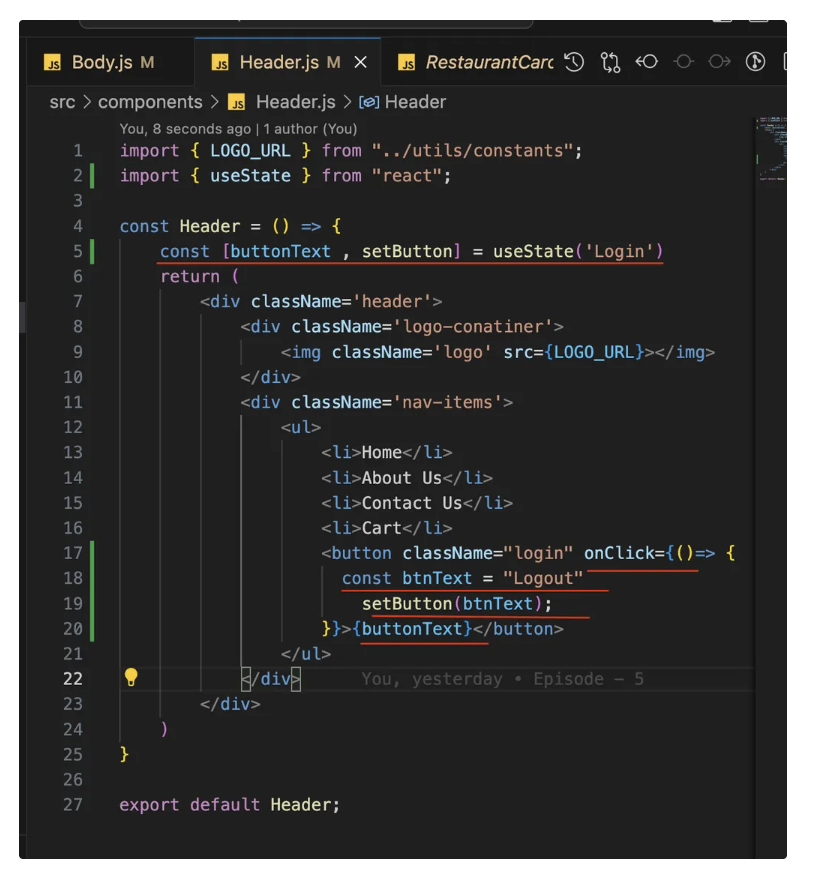 JS Body.js M JS Header.js M × JS RestaurantCarc
src > components > JS Header.js > Header
You, 8 seconds ago | 1 author (You)
1 import { LOGO_URL } from "../utils/constants";
2 import { useState } from "react";
3
4 const Header = () => {
5 const [buttonText , setButton] = useState('Login')
6 return (
7 <div className='header'>
8 <div className='logo-conatiner'>
9 <img className='logo' src={LOGO_URL}></img>
10 </div>
11 <div className='nav-items'>
12 <ul>
13 <li>Home</li>
14 <li>About Us</li>
15 <li>Contact Us</li>
16 <li>Cart</li>
17 <button className="login" onClick={()=> {
18 const btnText = "Logout"
19 setButton(btnText);
20 }}>{buttonText}</button>
21 </ul>
22 </div> You, yesterday • Episode – 5
23 </div>
24 )
25 }
26
27 export default Header;